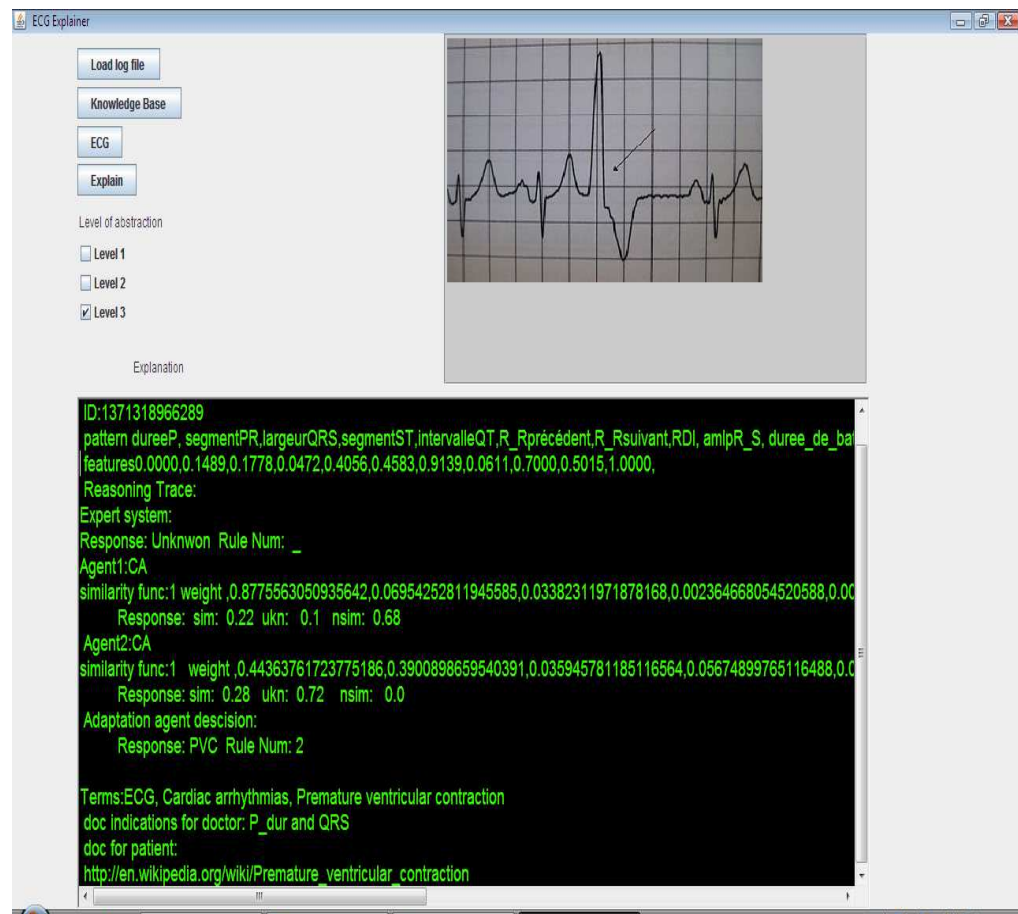 ECG Explainer
Load log file
Knowledge Base
ECG
Explain
Level of abstraction
Level 1
Level 2
Level 3
Explanation
ID:1371318966289
pattern dureeP, segmentPR,largeurQRS,segmentST,intervalleQT,R_Rprécédent,R_Rsuivant,RDI, amlpR_S, duree_de_bat
features0.0000,0.1489,0.1778,0.0472,0.4056,0.4583,0.9139,0.0611,0.7000,0.5015,1.0000,
Reasoning Trace:
Expert system:
Response: Unknwon Rule Num: _
Agent1:CA
similarity func:1 weight ,0.8775563050935642,0.06954252811945585,0.03382311971878168,0.002364668054520588,0.00
Response: sim: 0.22 ukn: 0.1 nsim: 0.68
Agent2:CA
similarity func:1 weight ,0.44363761723775186,0.3900898659540391,0.035945781185116564,0.05674899765116488,0.0
Response: sim: 0.28 ukn: 0.72 nsim: 0.0
Adaptation agent descision:
Response: PVC Rule Num: 2
Terms:ECG, Cardiac arrhythmias, Premature ventricular contraction
doc indications for doctor: P_dur and QRS
doc for patient:
http://en.wikipedia.org/wiki/Premature_ventricular_contraction